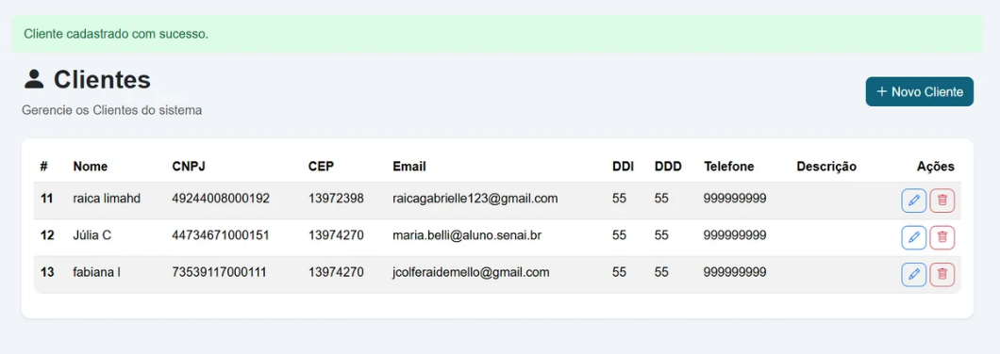 Cliente cadastrado com sucesso.
Clientes
+ Novo Cliente
Gerencie os Clientes do sistema
# Nome CNPJ CEP Email DDI DDD Telefone Descrição Ações
11 raica limahd 49244008000192 13972398 raicagabrielle123@gmail.com 55 55 999999999
12 Júlia C 44734671000151 13974270 maria.belli@aluno.senai.br 55 55 999999999
13 fabiana l 73539117000111 13974270 jcolferaidemello@gmail.com 55 55 999999999